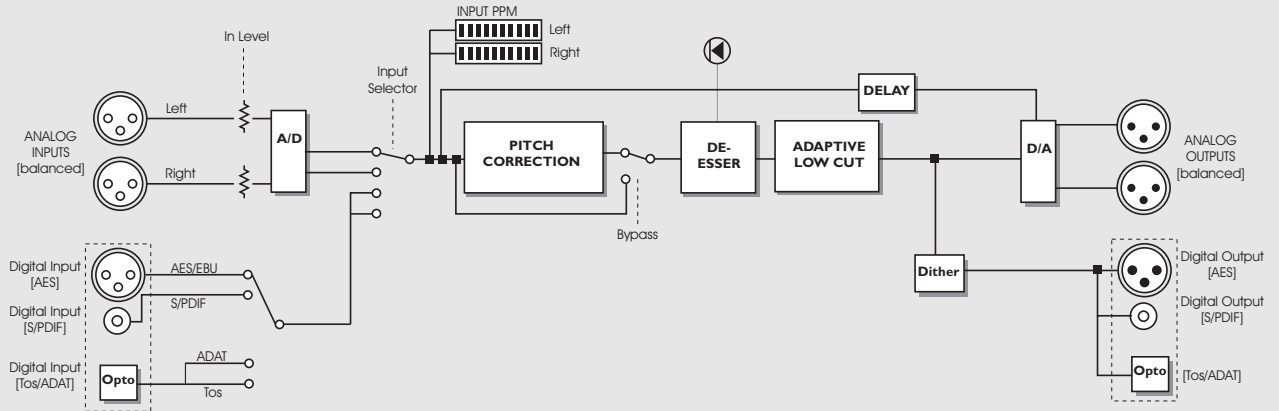 INPUT PPM
Left
Right
In Level
Input
Selector
Left
Right
ANALOG
INPUTS
[balanced]
A/D
PITCH
CORRECTION
Bypass
DE-
ESSER
ADAPTIVE
LOW CUT
DELAY
D/A
ANALOG
OUTPUTS
[balanced]
Digital Input
[AES]
AES/EBU
Digital Input
[S/PDIF]
S/PDIF
Digital Input
[Tos/ADAT]
Opto
ADAT
Tos
Dither
Digital Output
[AES]
Digital Output
[S/PDIF]
Opto
[Tos/ADAT]